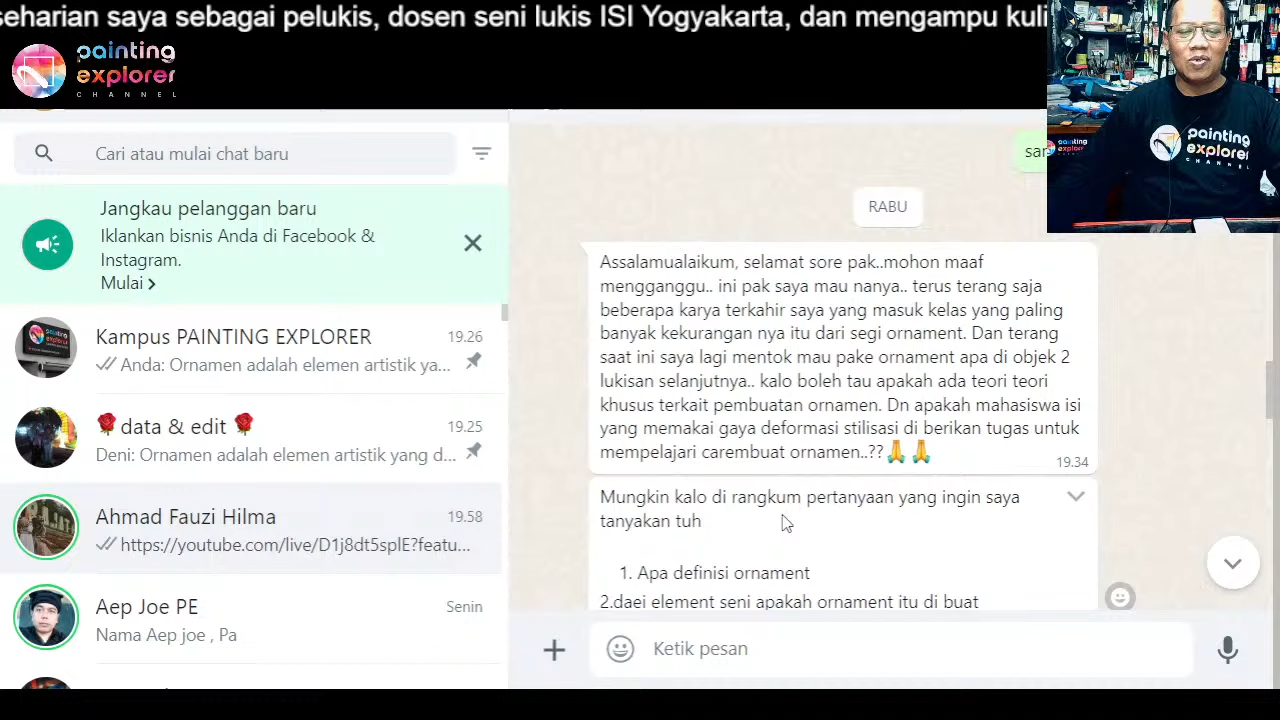 seharian saya sebagai pelukis, dosen seni lukis ISI Yogyakarta, dan mengampu kuli
painting
explorer
CHANNEL
painting
explorer
CHANNEL
painting
explorer
Cari atau mulai chat baru
Jangkau pelanggan baru
Iklankan bisnis Anda di Facebook &
Instagram.
Mulai >
Kampus PAINTING EXPLORER 19.26
Anda: Ornamen adalah elemen artistik ya...
🌹data & edit 🌹 19.25
Deni: Ornamen adalah elemen artistik yang d...
Ahmad Fauzi Hilma 19.58
https://youtube.com/live/D1j8dt5splE?featu...
Aep Joe PE Senin
Nama Aep joe , Pa
sar
RABU
Assalamualaikum, selamat sore pak..mohon maaf
mengganggu.. ini pak saya mau nanya.. terus terang saja
beberapa karya terkahir saya yang masuk kelas yang paling
banyak kekurangan nya itu dari segi ornament. Dan terang
saat ini saya lagi mentok mau pake ornament apa di objek 2
lukisan selanjutnya.. kalo boleh tau apakah ada teori teori
khusus terkait pembuatan ornamen. Dn apakah mahasiswa isi
yang memakai gaya deformasi stilisasi di berikan tugas untuk
mempelajari carembuat ornamen..??🙏🙏
19.34
Mungkin kalo di rangkum pertanyaan yang ingin saya
tanyakan tuh
1. Apa definisi ornament
2.daei element seni apakah ornament itu di buat
Ketik pesan